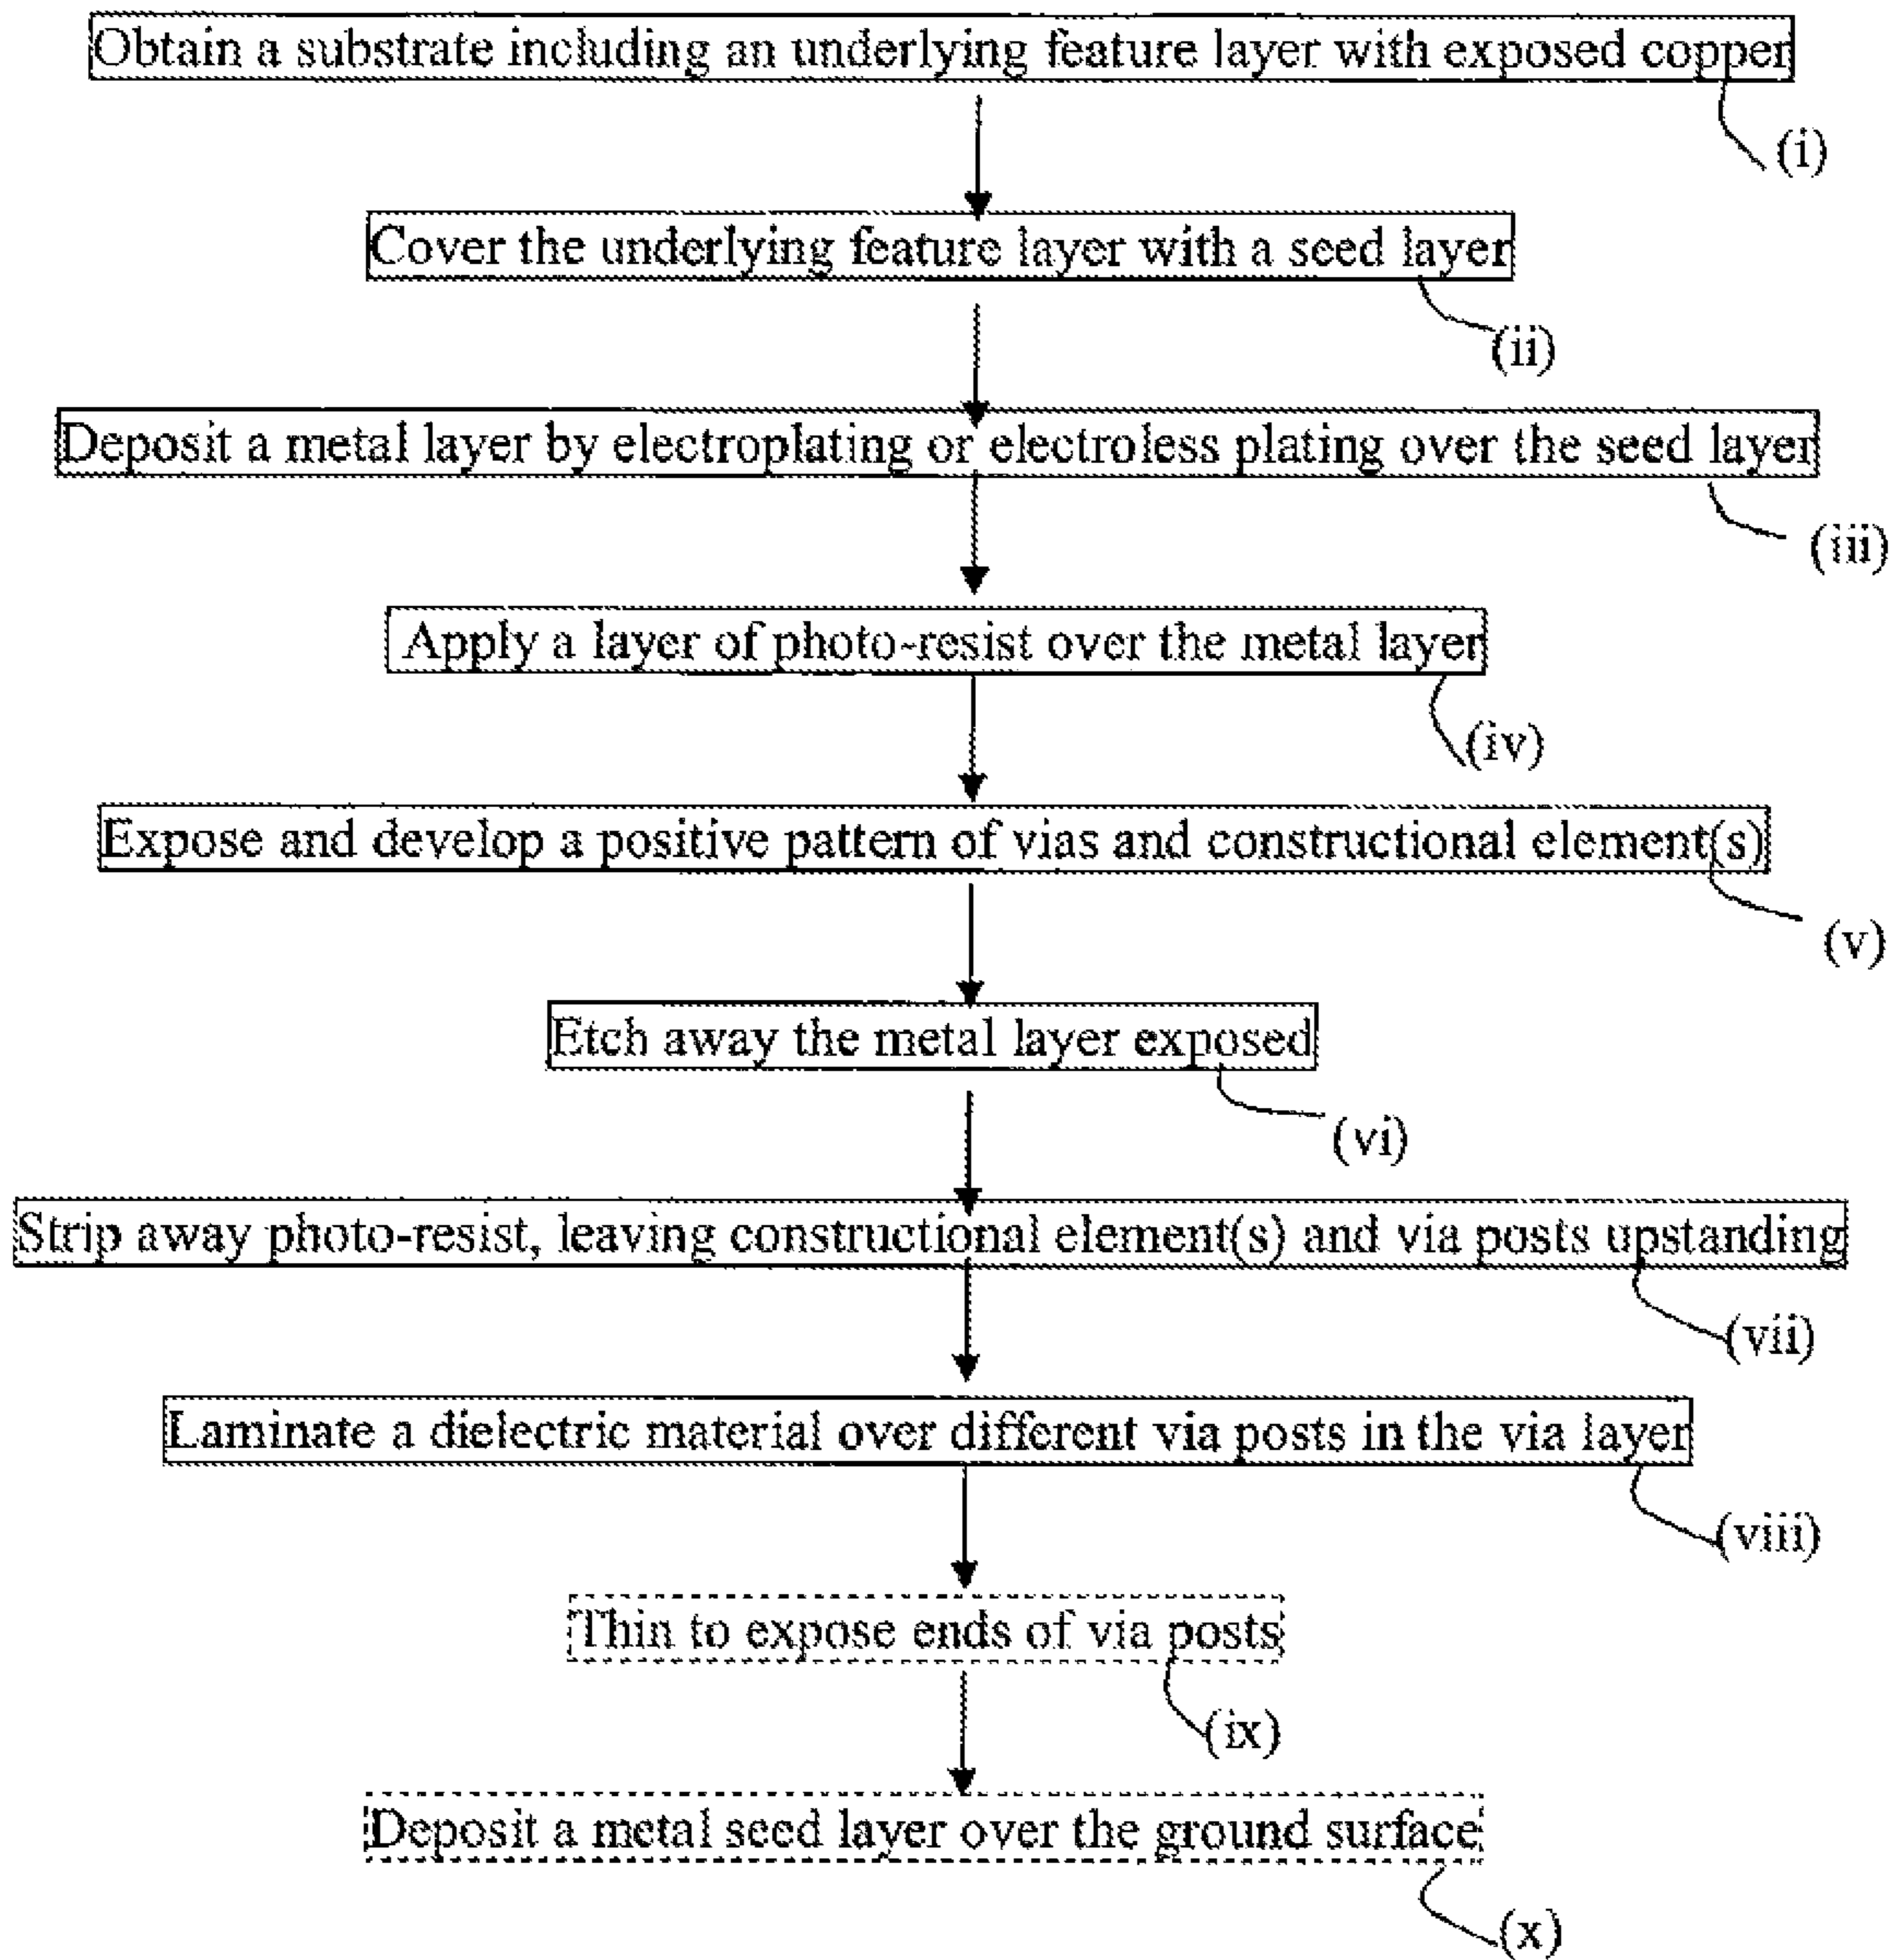 Obtain a substrate including an underlying feature layer with exposed copper
(i)
Cover the underlying feature layer with a seed layer
(ii)
Deposit a metal layer by electroplating or electroless plating over the seed layer
(iii)
Apply a layer of photo-resist over the metal layer
(iv)
Expose and develop a positive pattern of vias and constructional element(s)
(v)
Etch away the metal layer exposed
(vi)
Strip away photo-resist, leaving constructional element(s) and via posts upstanding
(vii)
Laminate a dielectric material over different via posts in the via layer
(viii)
Thin to expose ends of via posts
(ix)
Deposit a metal seed layer over the ground surface
(x)